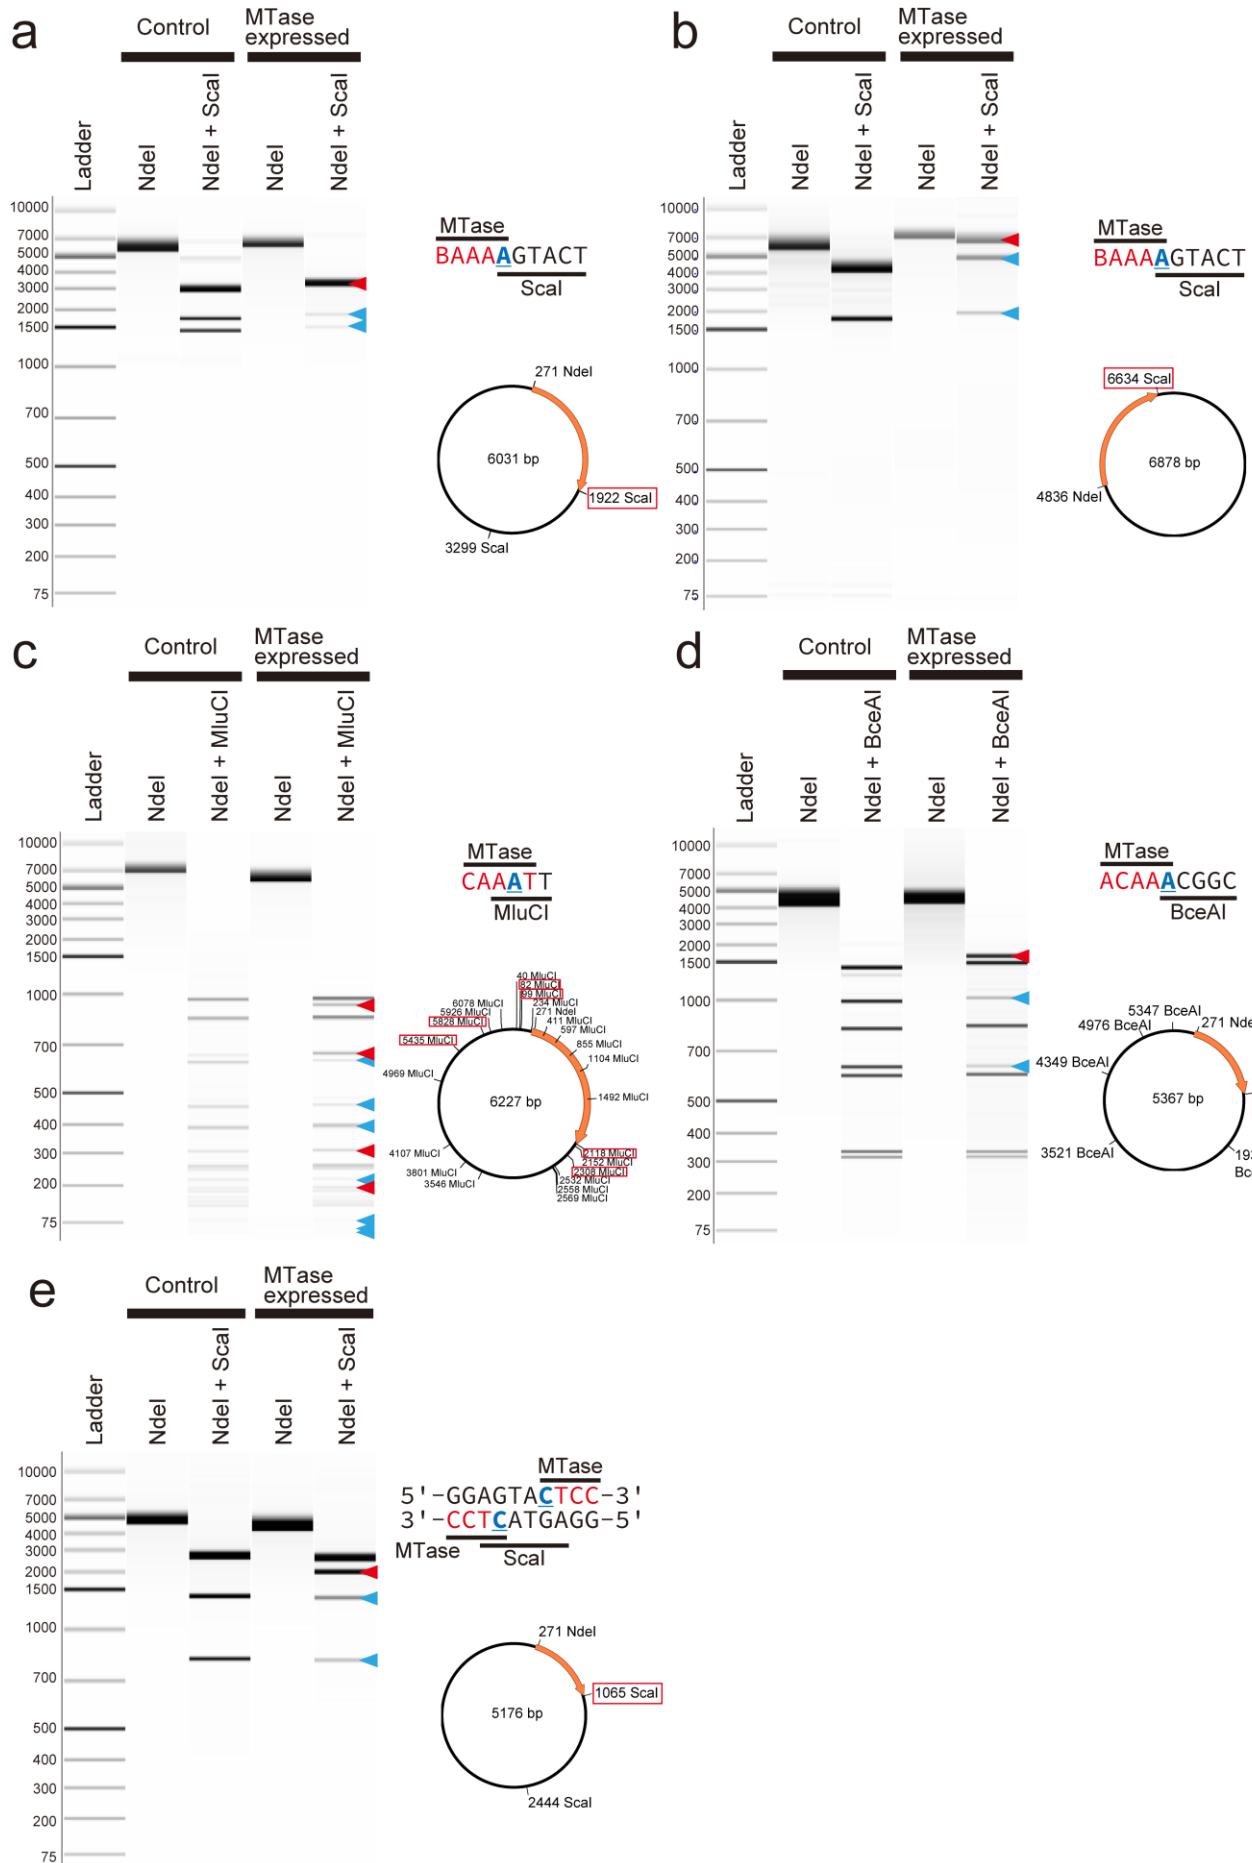 a
Control
MTase
expressed
Ladder
NdeI
NdeI + ScaI
NdeI
NdeI + ScaI
10000
7000
5000
4000
3000
2000
1500
1000
700
500
400
300
200
75
MTase
BAAAAGTACT
ScaI
271 NdeI
6031 bp
1922 ScaI
3299 ScaI
b
Control
MTase
expressed
Ladder
NdeI
NdeI + ScaI
NdeI
NdeI + ScaI
10000
7000
5000
4000
3000
2000
1500
1000
700
500
400
300
200
75
MTase
BAAAAGTACT
ScaI
6634 ScaI
6878 bp
4836 NdeI
c
Control
MTase
expressed
Ladder
NdeI
NdeI + MluCI
NdeI
NdeI + MluCI
10000
7000
5000
4000
3000
2000
1500
1000
700
500
400
300
200
75
MTase
CAAATT
MluCI
40 MluCI
82 MluCI
99 MluCI
234 MluCI
271 NdeI
411 MluCI
597 MluCI
855 MluCI
1104 MluCI
1492 MluCI
2118 MluCI
2152 MluCI
2308 MluCI
2532 MluCI
2558 MluCI
2569 MluCI
3546 MluCI
3801 MluCI
4107 MluCI
4969 MluCI
5435 MluCI
5828 MluCI
5926 MluCI
6078 MluCI
6227 bp
d
Control
MTase
expressed
Ladder
NdeI
NdeI + BceAI
NdeI
NdeI + BceAI
10000
7000
5000
4000
3000
2000
1500
1000
700
500
400
300
200
75
MTase
ACAAACGGC
BceAI
5347 BceAI
271 Nde
4976 BceAI
4349 BceAI
5367 bp
3521 BceAI
193
Bc
e
Control
MTase
expressed
Ladder
NdeI
NdeI + ScaI
NdeI
NdeI + ScaI
10000
7000
5000
4000
3000
2000
1500
1000
700
500
400
300
200
75
MTase
5'-GGAGTACTCC-3'
3'-CCTCATGAGG-5'
MTase
ScaI
271 NdeI
1065 ScaI
5176 bp
2444 ScaI